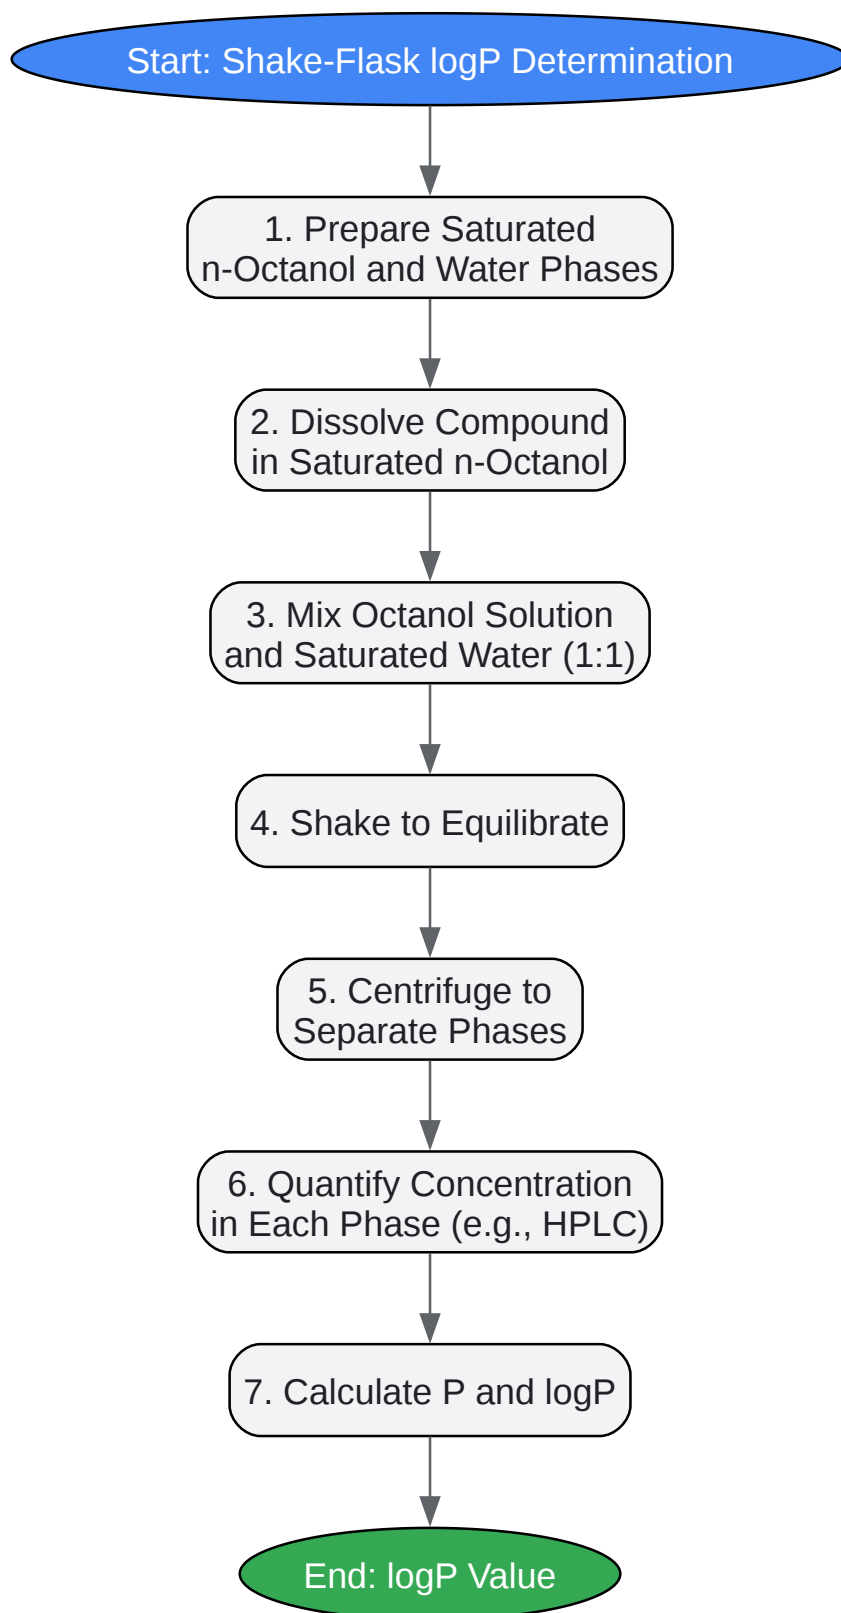 Start: Shake-Flask logP Determination
1. Prepare Saturated
n-Octanol and Water Phases
2. Dissolve Compound
in Saturated n-Octanol
3. Mix Octanol Solution
and Saturated Water (1:1)
4. Shake to Equilibrate
5. Centrifuge to
Separate Phases
6. Quantify Concentration
in Each Phase (e.g., HPLC)
7. Calculate P and logP
End: logP Value